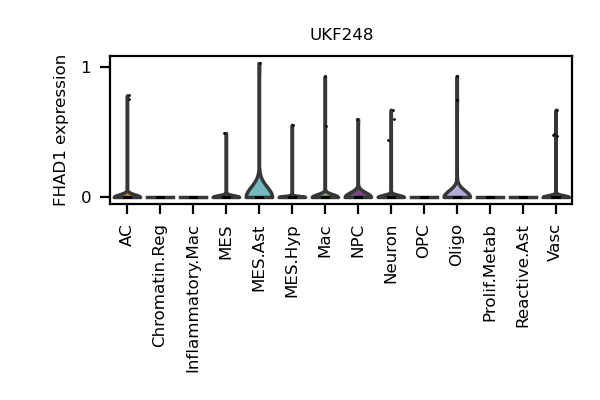 UKF248
FHAD1 expression
1
0
AC
Chromatin.Reg
Inflammatory.Mac
MES
MES.Ast
MES.Hyp
Mac
NPC
Neuron
OPC
Oligo
Prolif.Metab
Reactive.Ast
Vasc